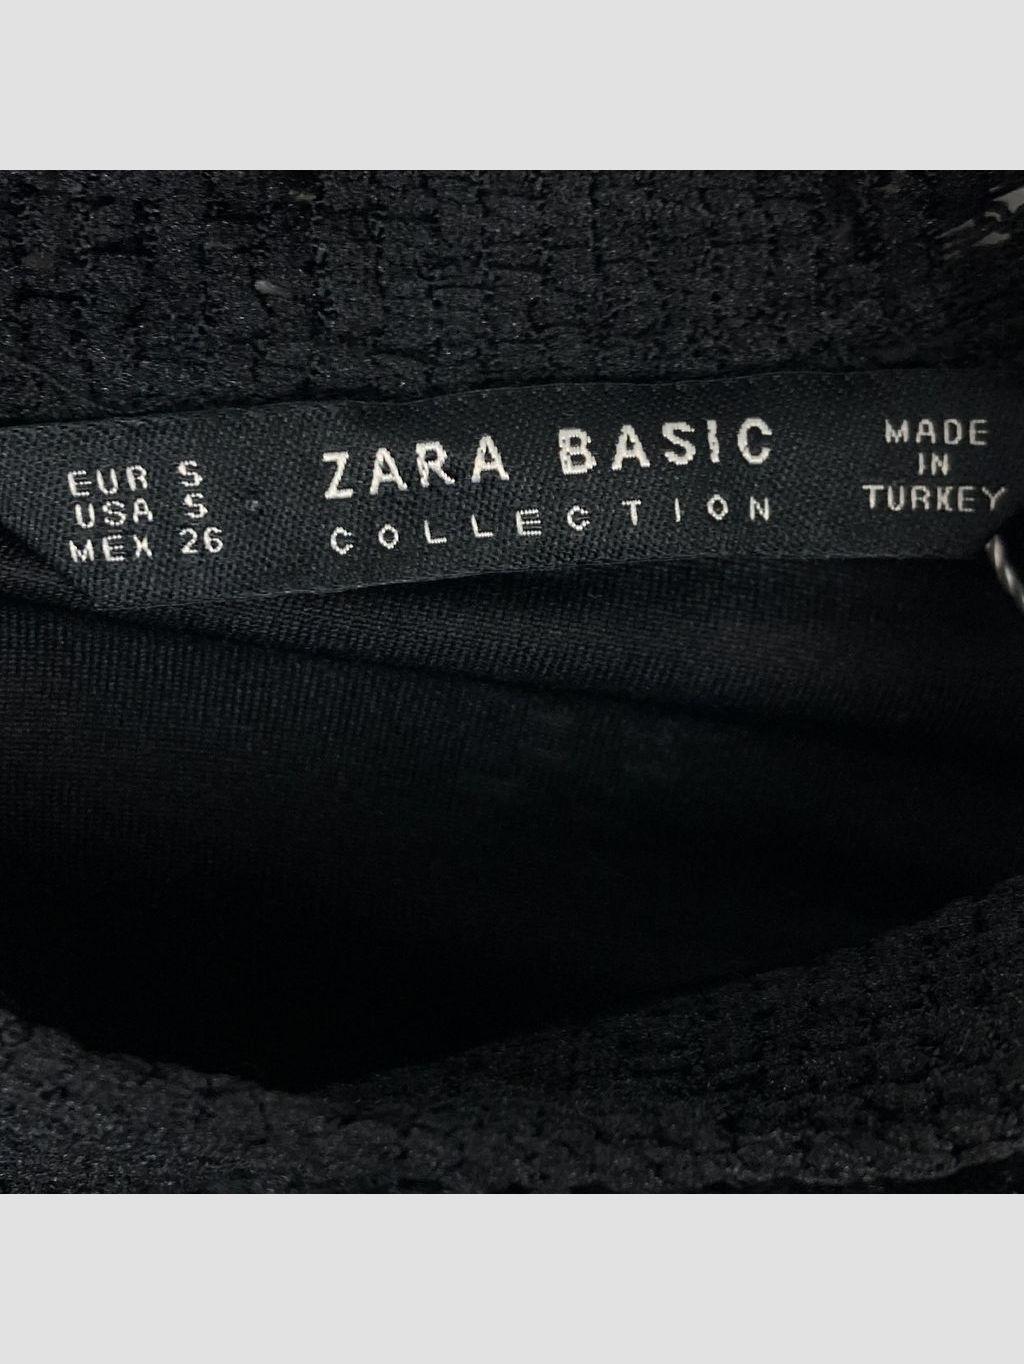 EUR S
USA S
MEX 26
ZARA BASIC
COLLECTION
MADE
IN
TURKEY